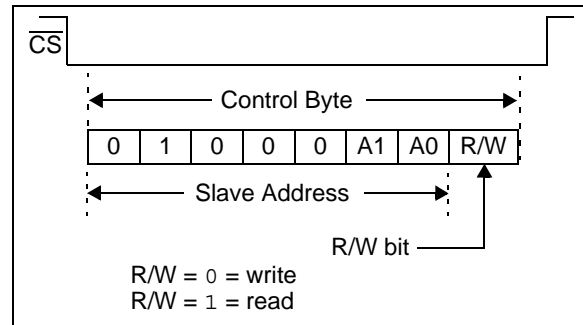 CS
Control Byte
0 1 0 0 0 A1 A0 R/W
Slave Address
R/W bit
R/W = 0 = write
R/W = 1 = read